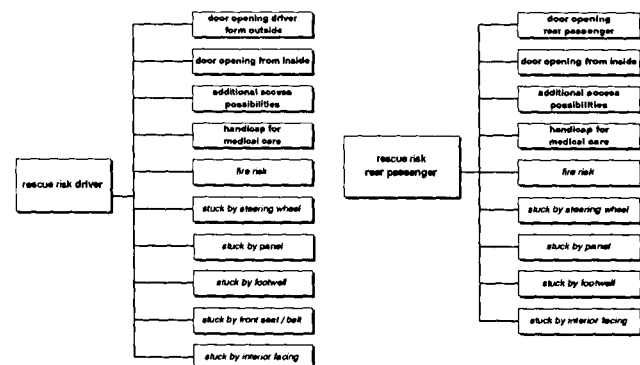 rescue risk driver
door opening driver
form outside
door opening from inside
additional access
possibilities
handicap for
medical care
fire risk
stuck by steering wheel
stuck by panel
stuck by footwell
stuck by front seat / belt
stuck by interior facing
rescue risk
rear passenger
door opening
rear passenger
door opening from inside
additional access
possibilities
handicap for
medical care
fire risk
stuck by steering wheel
stuck by panel
stuck by footwell
stuck by interior facing